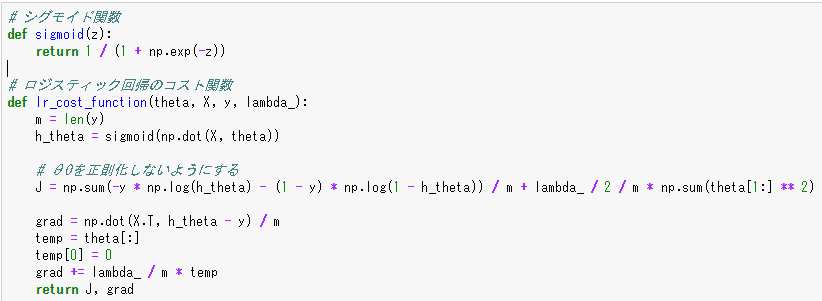 # シグモイド関数
def sigmoid(z):
    return 1 / (1 + np.exp(-z))
# ロジスティック回帰のコスト関数
def lr_cost_function(theta, X, y, lambda_):
    m = len(y)
    h_theta = sigmoid(np.dot(X, theta))
    # θ0を正則化しないようにする
    J = np.sum(-y * np.log(h_theta) - (1 - y) * np.log(1 - h_theta)) / m + lambda_ / 2 / m * np.sum(theta[1:] ** 2)
    grad = np.dot(X.T, h_theta - y) / m
    temp = theta[:]
    temp[0] = 0
    grad += lambda_ / m * temp
    return J, grad